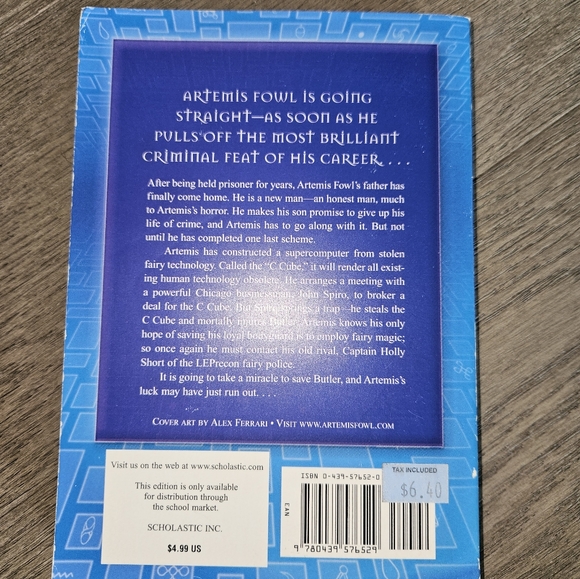 ARTEMIS FOWL IS GOING
STRAIGHT—AS SOON AS HE
PULLS OFF THE MOST BRILLIANT
CRIMINAL FEAT OF HIS CAREER. . . .
After being held prisoner for years, Artemis Fowl's father has
finally come home. He is a new man—an honest man, much
to Artemis's horror. He makes his son promise to give up his
life of crime, and Artemis has to go along with it. But not
until he has completed one last scheme.
Artemis has constructed a supercomputer from stolen
fairy technology. Called the "C Cube," it will render all exist-
ing human technology obsolete. He arranges a meeting with
a powerful Chicago businessman, John Spiro, to broker a
deal for the C Cube. But Spiro springs a trap—he steals the
C Cube and mortally injures Butler. Artemis knows his only
hope of saving his loyal bodyguard is to employ fairy magic;
so once again he must contact his old rival, Captain Holly
Short of the LEPrecon fairy police.
It is going to take a miracle to save Butler, and Artemis's
luck may have just run out. . . .
COVER ART BY ALEX FERRARI • VISIT WWW.ARTEMISFOWL.COM
Visit us on the web at www.scholastic.com
This edition is only available
for distribution through
the school market.
SCHOLASTIC INC.
$4.99 US
ISBN 0-439-57652-0
EAN
9 780439 576529
TAX INCLUDED
$6.40